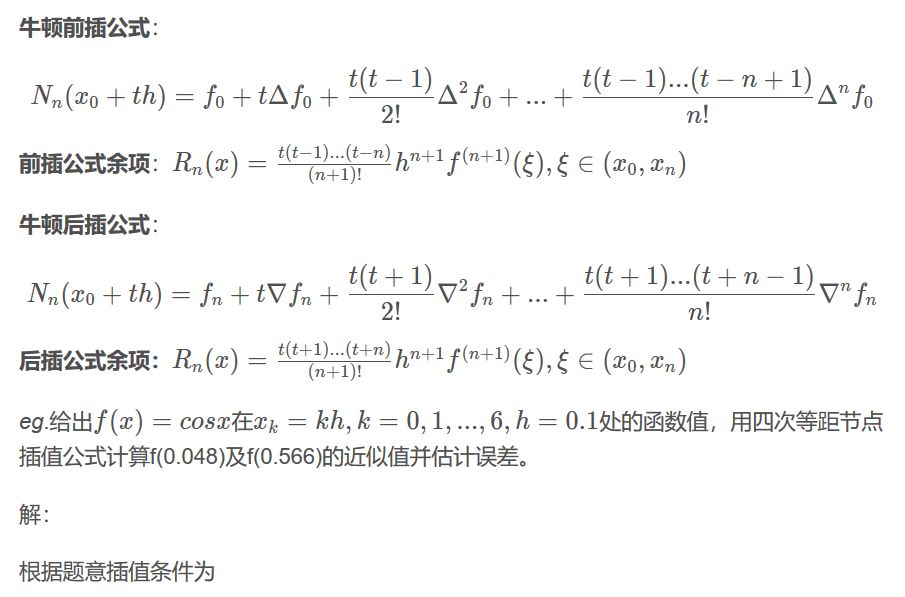 牛顿前插公式：
$N_n(x_0+th)=f_0+t\Delta f_0+\frac{t(t-1)}{2!}\Delta^2 f_0+...+\frac{t(t-1)...(t-n+1)}{n!}\Delta^n f_0$
前插公式余项：$R_n(x)=\frac{t(t-1)...(t-n)}{(n+1)!}h^{n+1}f^{(n+1)}(\xi),\xi\in(x_0,x_n)$
牛顿后插公式：
$N_n(x_0+th)=f_n+t\nabla f_n+\frac{t(t+1)}{2!}\nabla^2 f_n+...+\frac{t(t+1)...(t+n-1)}{n!}\nabla^n f_n$
后插公式余项：$R_n(x)=\frac{t(t+1)...(t+n)}{(n+1)!}h^{n+1}f^{(n+1)}(\xi),\xi\in(x_0,x_n)$
eg.给出$f(x)=cosx$在$x_k=kh,k=0,1,...,6,h=0.1$处的函数值，用四次等距节点
插值公式计算f(0.048)及f(0.566)的近似值并估计误差。
解：
根据题意插值条件为